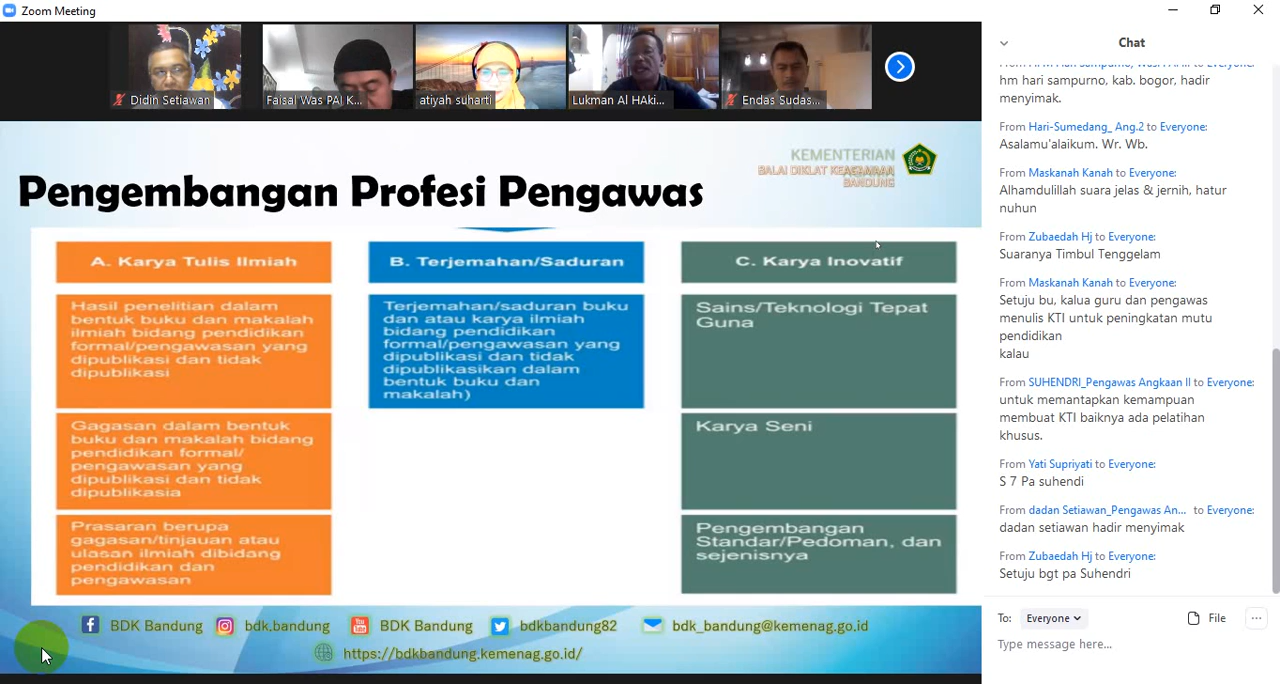 Zoom Meeting
Didin Setiawan
Faisal Was PAI K...
atiyah suharti
Lukman Al HAki...
Endas Sudas...
KEMENTERIAN
BALAI DIKLAT KEAGAMAAN
BANDUNG
Pengembangan Profesi Pengawas
A. Karya Tulis Ilmiah
Hasil penelitian dalam
bentuk buku dan makalah
ilmiah bidang pendidikan
formal/pengawasan yang
dipublikasi dan tidak
dipublikasi
Gagasan dalam bentuk
buku dan makalah bidang
pendidikan formal/
pengawasan yang
dipublikasi dan tidak
dipublikasia
Prasaran berupa
gagasan/tinjauan atau
ulasan ilmiah dibidang
pendidikan dan
pengawasan
B. Terjemahan/Saduran
Terjemahan/saduran buku
dam atau karya ilmiah
bidang pendidikan
formal/pengawasan yang
dipublikasi dan tidak
dipublikasikan dalam
bentuk buku dan
makalah)
C. Karya Inovatif
Sains/Teknologi Tepat
Guna
Karya Seni
Pengembangan
Standar/Pedoman, dan
sejenisnya
BDK Bandung
bdk.bandung
BDK Bandung
bdkbandung82
bdk_bandung@kemenag.go.id
https://bdkbandung.kemenag.go.id/
Chat
hm hari sampurno, kab. bogor, hadir
menyimak.
From Hari-Sumedang_ Ang.2 to Everyone:
Asalamu'alaikum. Wr. Wb.
From Maskanah Kanah to Everyone:
Alhamdulillah suara jelas & jernih, hatur
nuhun
From Zubaedah Hj to Everyone:
Suaranya Timbul Tenggelam
From Maskanah Kanah to Everyone:
Setuju bu, kalua guru dan pengawas
menulis KTI untuk peningkatan mutu
pendidikan
kalau
From SUHENDRI_Pengawas Angkaan II to Everyone:
untuk memantapkan kemampuan
membuat KTI baiknya ada pelatihan
khusus.
From Yati Supriyati to Everyone:
S 7 Pa suhendi
From dadan Setiawan_Pengawas An... to Everyone:
dadan setiawan hadir menyimak
From Zubaedah Hj to Everyone:
Setuju bgt pa Suhendri
To: Everyone
File
Type message here...